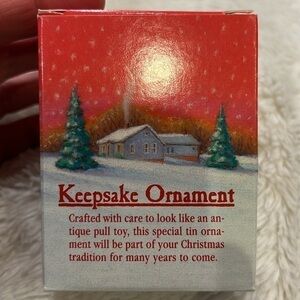 Keepsake Ornament
Crafted with care to look like an an-
tique pull toy, this special tin orna-
ment will be part of your Christmas
tradition for many years to come.